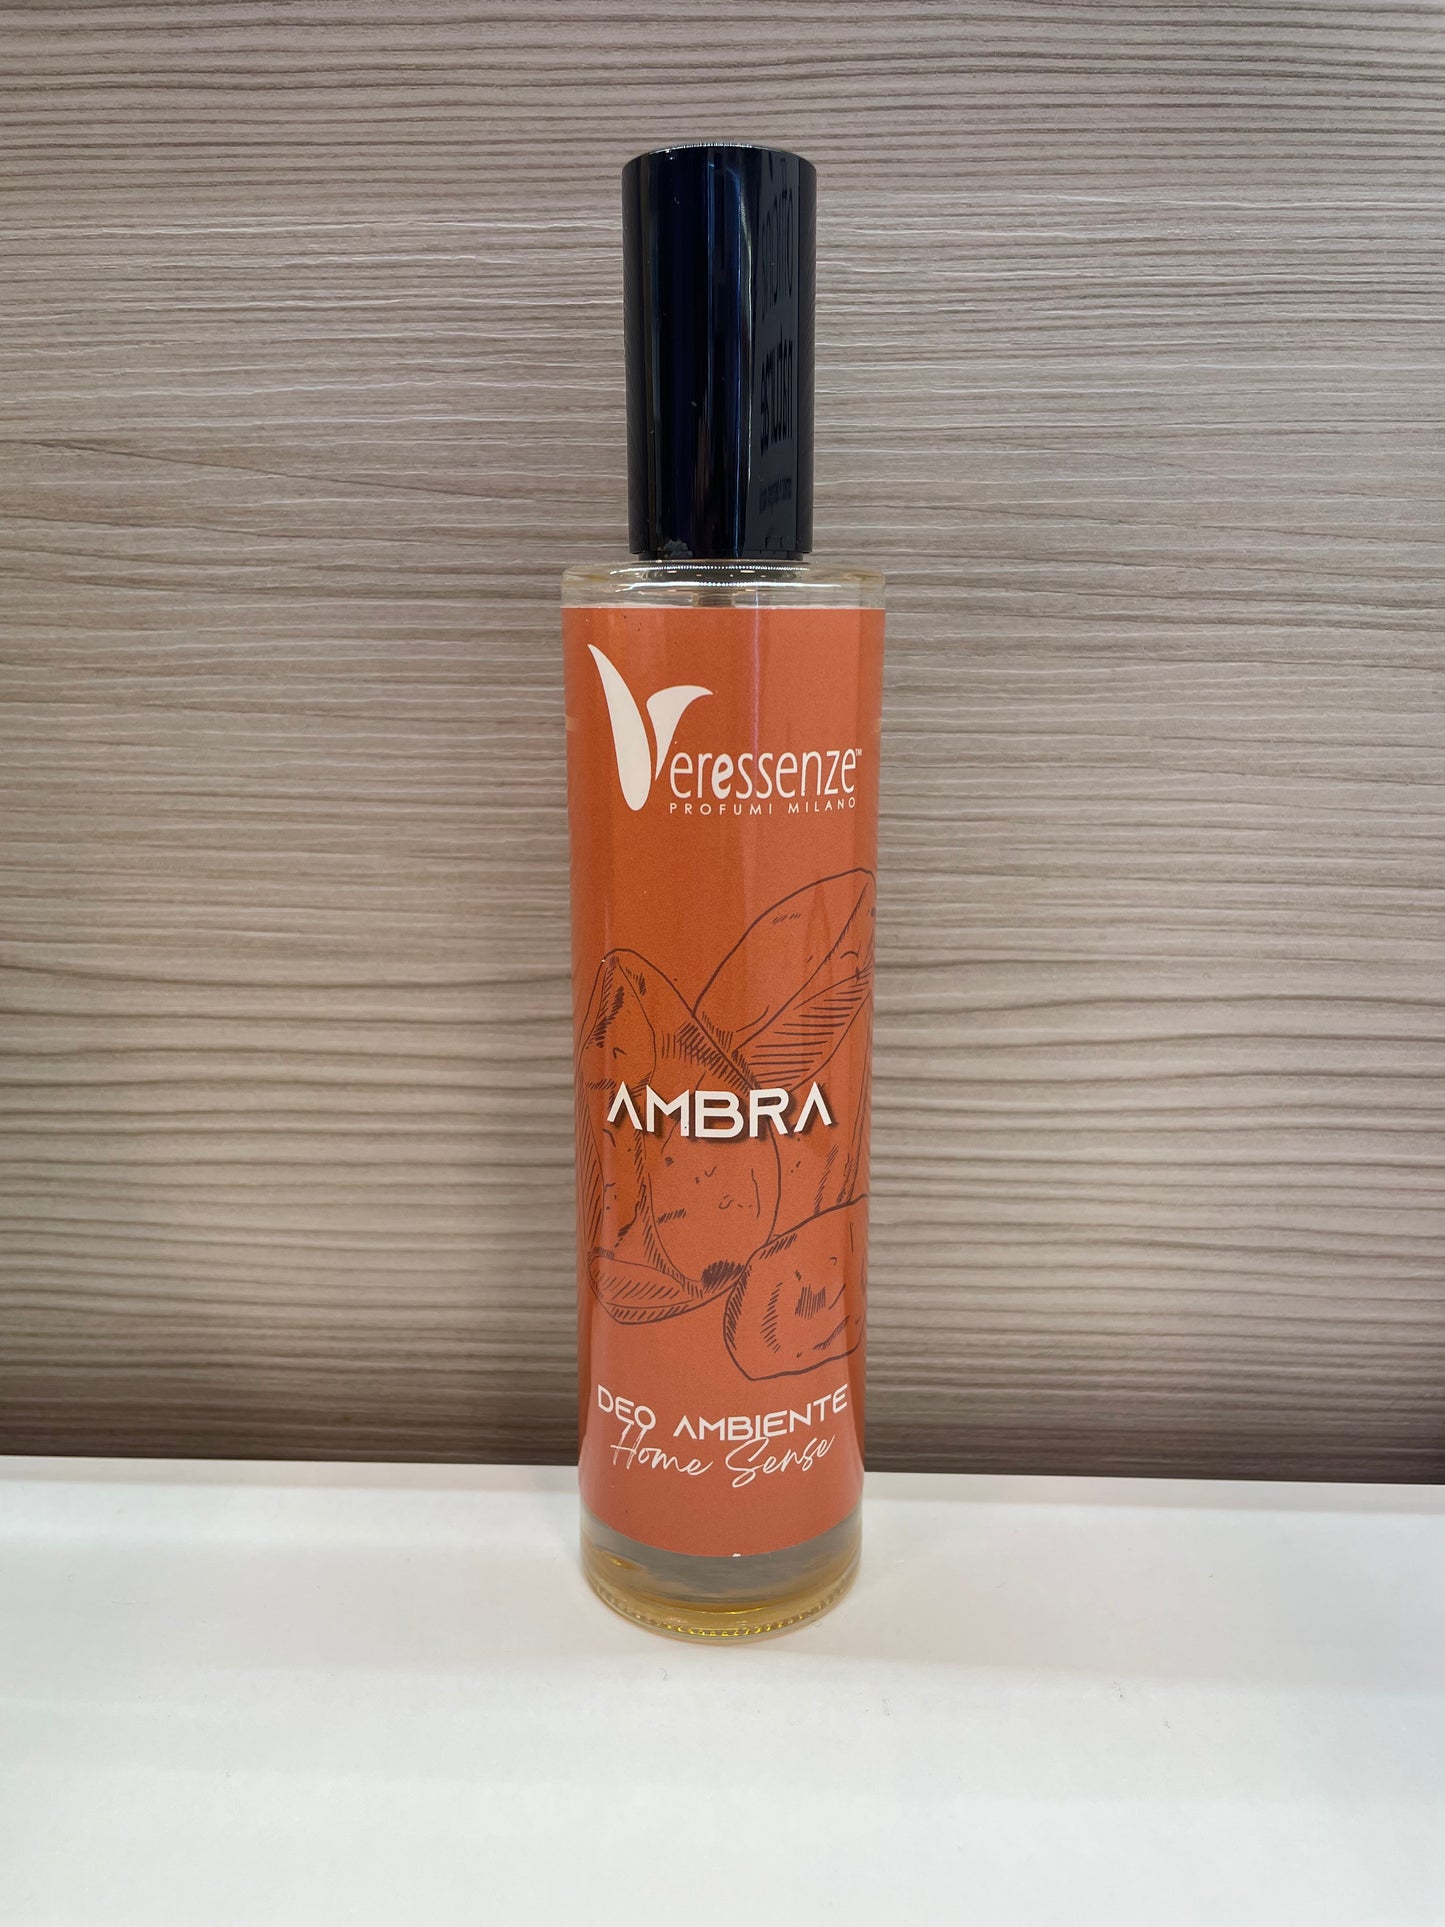 Veressenze™
PROFUMI MILANO
AMBRA
DEO AMBIENTE
Home Sense